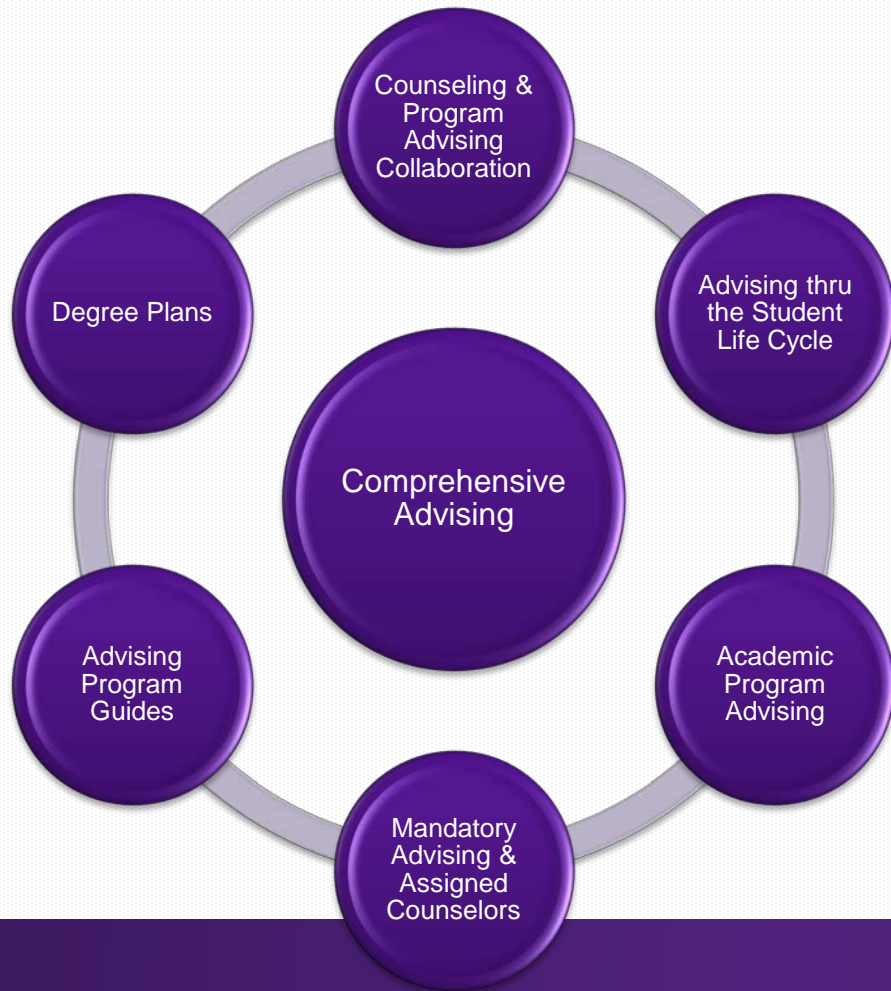 Counseling &
Program
Advising
Collaboration
Advising thru
the Student
Life Cycle
Academic
Program
Advising
Mandatory
Advising &
Assigned
Counselors
Advising
Program
Guides
Degree Plans
Comprehensive
Advising